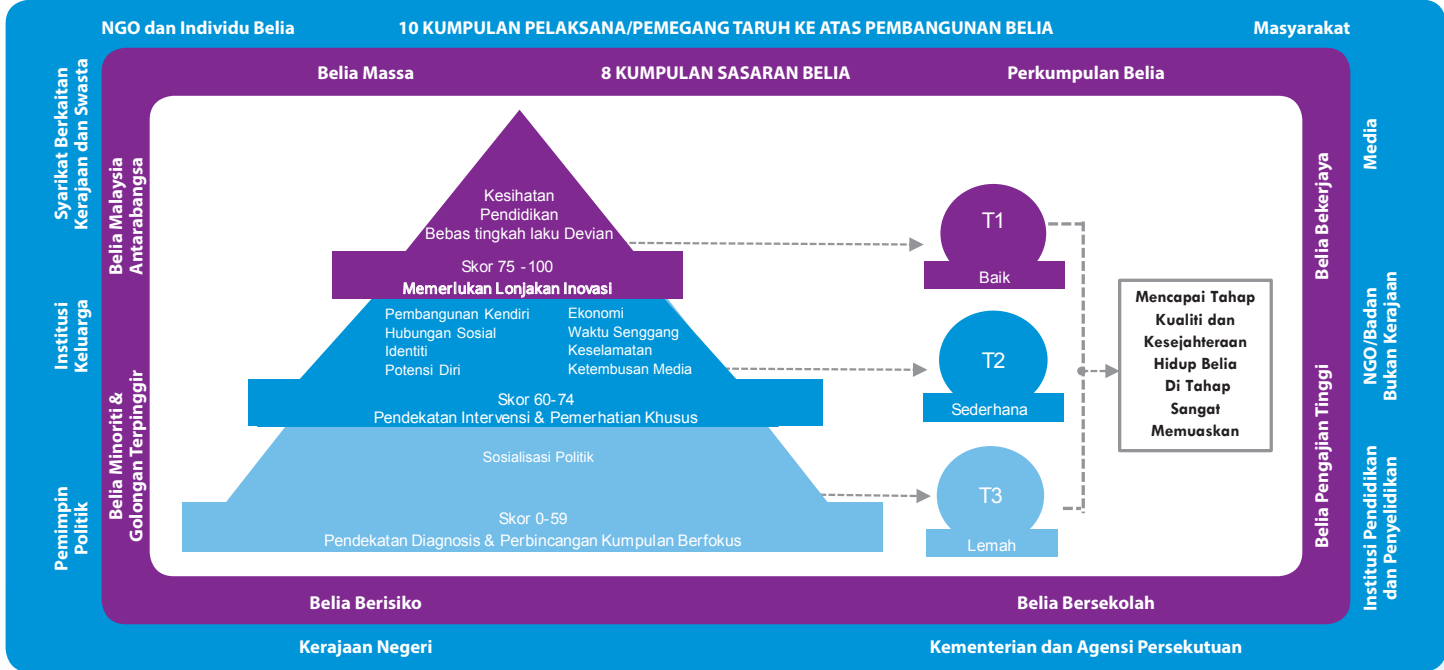 NGO dan Individu Belia
10 KUMPULAN PELAKSANA/PEMEGANG TARUH KE ATAS PEMBANGUNAN BELIA
Masyarakat
Belia Massa
8 KUMPULAN SASARAN BELIA
Perkumpulan Belia
Syarikat Berkaitan
Kerajaan dan Swasta
Institusi
Keluarga
Pemimpin
Politik
Belia Malaysia
Antarabangsa
Belia Minoriti &
Golongan Terpinggir
Kesihatan
Pendidikan
Bebas tingkah laku Devian
Skor 75 -100
Memerlukan Lonjakan Inovasi
Pembangunan Kendiri
Hubungan Sosial
Identiti
Potensi Diri
Ekonomi
Waktu Senggang
Keselamatan
Ketembusan Media
Skor 60-74
Pendekatan Intervensi & Pemerhatian Khusus
Sosialisasi Politik
Skor 0-59
Pendekatan Diagnosis & Perbincangan Kumpulan Berfokus
T1
Baik
T2
Sederhana
T3
Lemah
Mencapai Tahap
Kualiti dan
Kesejahteraan
Hidup Belia
Di Tahap
Sangat
Memuaskan
Belia Bekerjaya
Belia Pengajian Tinggi
Media
NGO/Badan
Bukan Kerajaan
Institusi Pendidikan
dan Penyelidikan
Belia Berisiko
Belia Bersekolah
Kerajaan Negeri
Kementerian dan Agensi Persekutuan